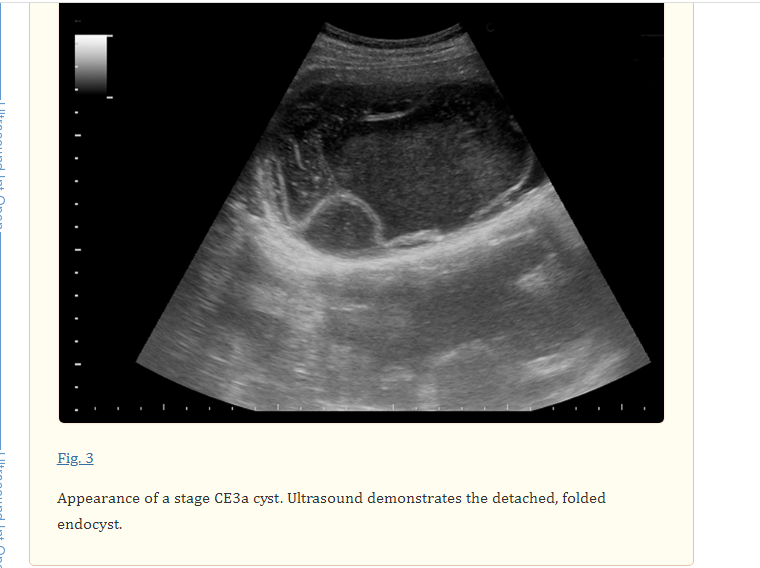 Fig. 3
Appearance of a stage CE3a cyst. Ultrasound demonstrates the detached, folded
endocyst.